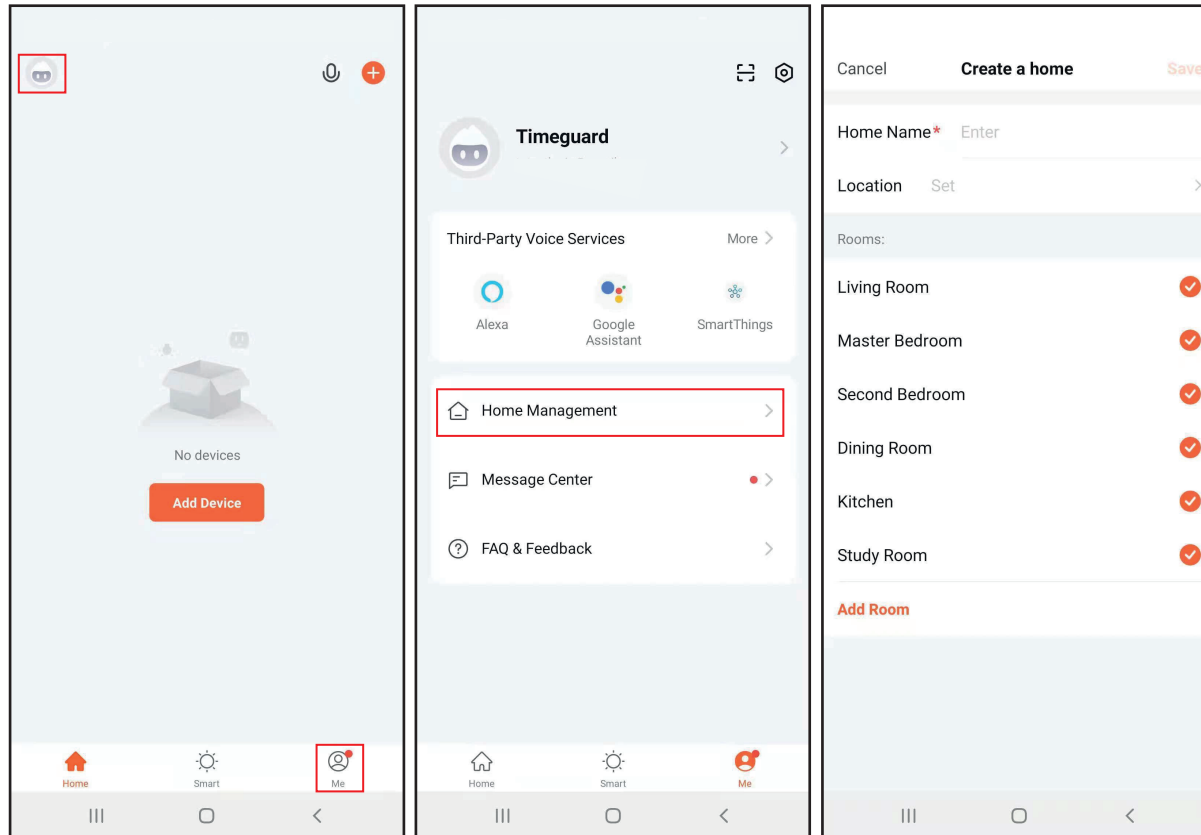 No devices
Add Device
Home
Smart
Me
Timeguard
Third-Party Voice Services
More
Alexa
Google
Assistant
SmartThings
Home Management
Message Center
FAQ & Feedback
Home
Smart
Me
Cancel
Create a home
Save
Home Name*
Enter
Location
Set
Rooms:
Living Room
Master Bedroom
Second Bedroom
Dining Room
Kitchen
Study Room
Add Room